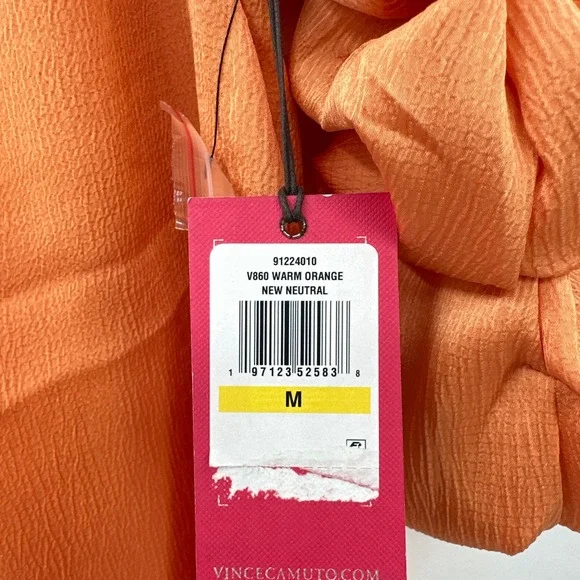 91224010
V860 WARM ORANGE
NEW NEUTRAL
1 97123 52583 8
M
VINCECAMUTO.COM